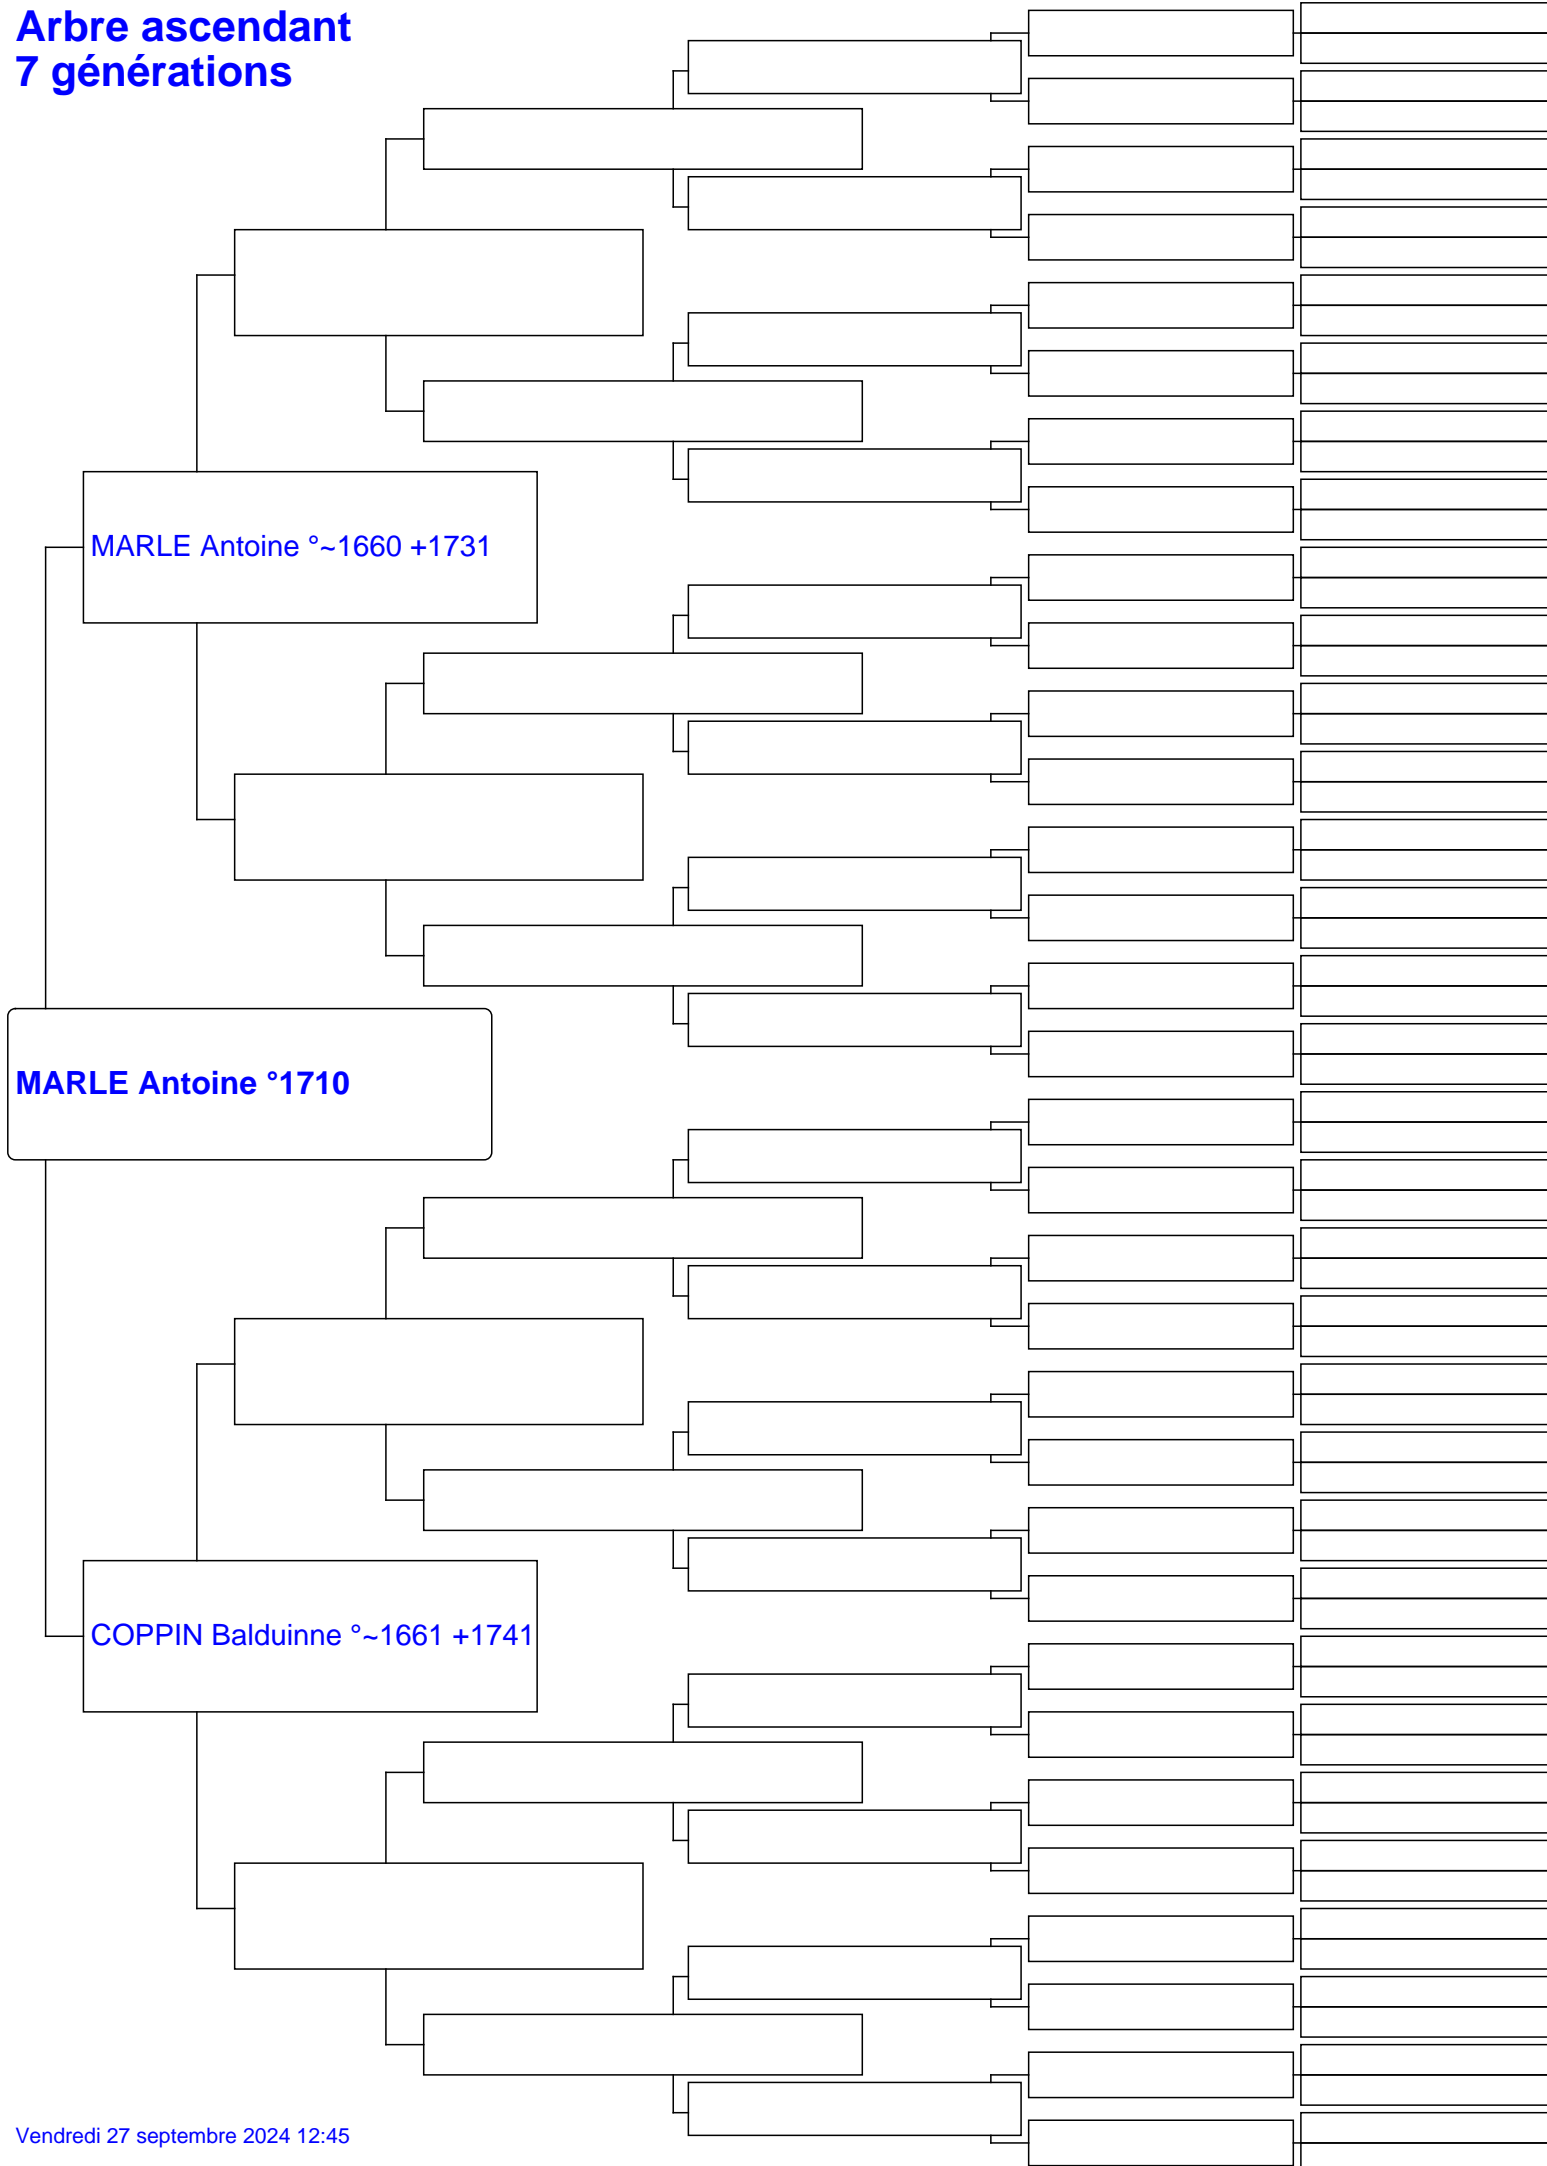 Arbre ascendant
7 générations
MARLE Antoine °~1660 +1731
MARLE Antoine °1710
COPPIN Balduinne °~1661 +1741
Vendredi 27 septembre 2024 12:45